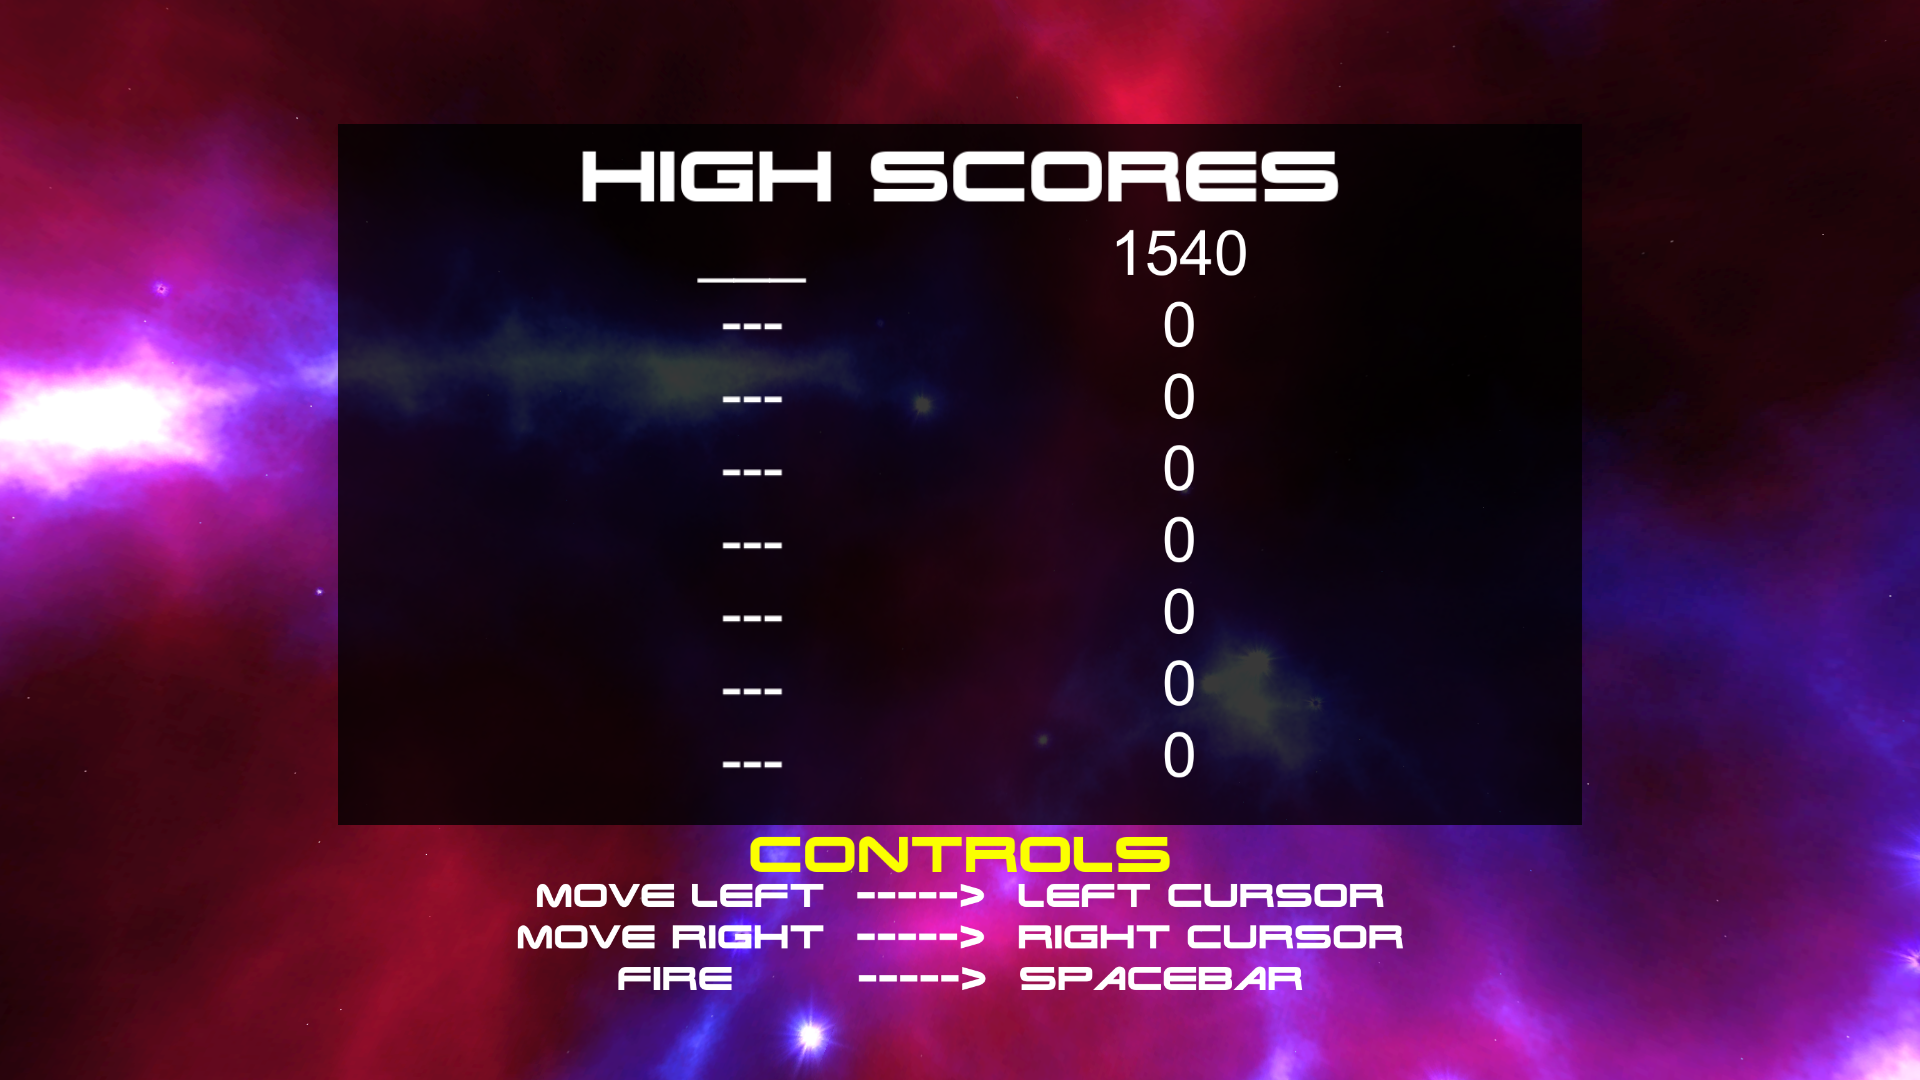 HIGH SCORES
___ 1540
--- 0
--- 0
--- 0
--- 0
--- 0
--- 0
--- 0
CONTROLS
MOVE LEFT -----> LEFT CURSOR
MOVE RIGHT -----> RIGHT CURSOR
FIRE -----> SPACEBAR